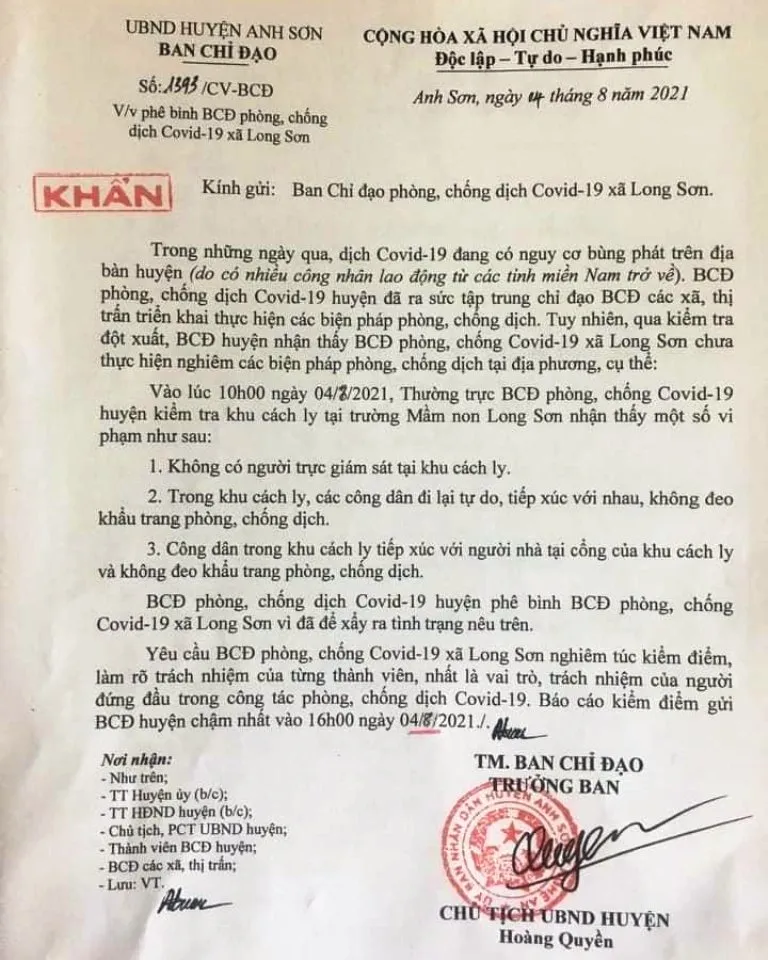 UBND HUYỆN ANH SƠN
BAN CHỈ ĐẠO
CỘNG HÒA XÃ HỘI CHỦ NGHĨA VIỆT NAM
Độc lập – Tự do – Hạnh phúc
Số: 1393/CV-BCĐ
Anh Sơn, ngày 04 tháng 8 năm 2021
V/v phê bình BCĐ phòng, chống
dịch Covid-19 xã Long Sơn
KHẨN
Kính gửi: Ban Chỉ đạo phòng, chống dịch Covid-19 xã Long Sơn.
Trong những ngày qua, dịch Covid-19 đang có nguy cơ bùng phát trên địa
bàn huyện (do có nhiều công nhân lao động từ các tỉnh miền Nam trở về). BCĐ
phòng, chống dịch Covid-19 huyện đã ra sức tập trung chỉ đạo BCĐ các xã, thị
trấn triển khai thực hiện các biện pháp phòng, chống dịch. Tuy nhiên, qua kiểm tra
đột xuất, BCĐ huyện nhận thấy BCĐ phòng, chống Covid-19 xã Long Sơn chưa
thực hiện nghiêm các biện pháp phòng, chống dịch tại địa phương, cụ thể:
Vào lúc 10h00 ngày 04/8/2021, Thường trực BCĐ phòng, chống Covid-19
huyện kiểm tra khu cách ly tại trường Mầm non Long Sơn nhận thấy một số vi
phạm như sau:
1. Không có người trực giám sát tại khu cách ly.
2. Trong khu cách ly, các công dân đi lại tự do, tiếp xúc với nhau, không đeo
khẩu trang phòng, chống dịch.
3. Công dân trong khu cách ly tiếp xúc với người nhà tại cổng của khu cách ly
và không đeo khẩu trang phòng, chống dịch.
BCĐ phòng, chống dịch Covid-19 huyện phê bình BCĐ phòng, chống
Covid-19 xã Long Sơn vì đã để xẩy ra tình trạng nêu trên.
Yêu cầu BCĐ phòng, chống Covid-19 xã Long Sơn nghiêm túc kiểm điểm,
làm rõ trách nhiệm của từng thành viên, nhất là vai trò, trách nhiệm của người
đứng đầu trong công tác phòng, chống dịch Covid-19. Báo cáo kiểm điểm gửi
BCĐ huyện chậm nhất vào 16h00 ngày 04/8/2021./.
Nơi nhận:
- Như trên;
- TT Huyện ủy (b/c);
- TT HĐND huyện (b/c);
- Chủ tịch, PCT UBND huyện;
- Thành viên BCĐ huyện;
- BCĐ các xã, thị trấn;
- Lưu: VT.
TM. BAN CHỈ ĐẠO
TRƯỞNG BAN
CHỦ TỊCH UBND HUYỆN
Hoàng Quyền